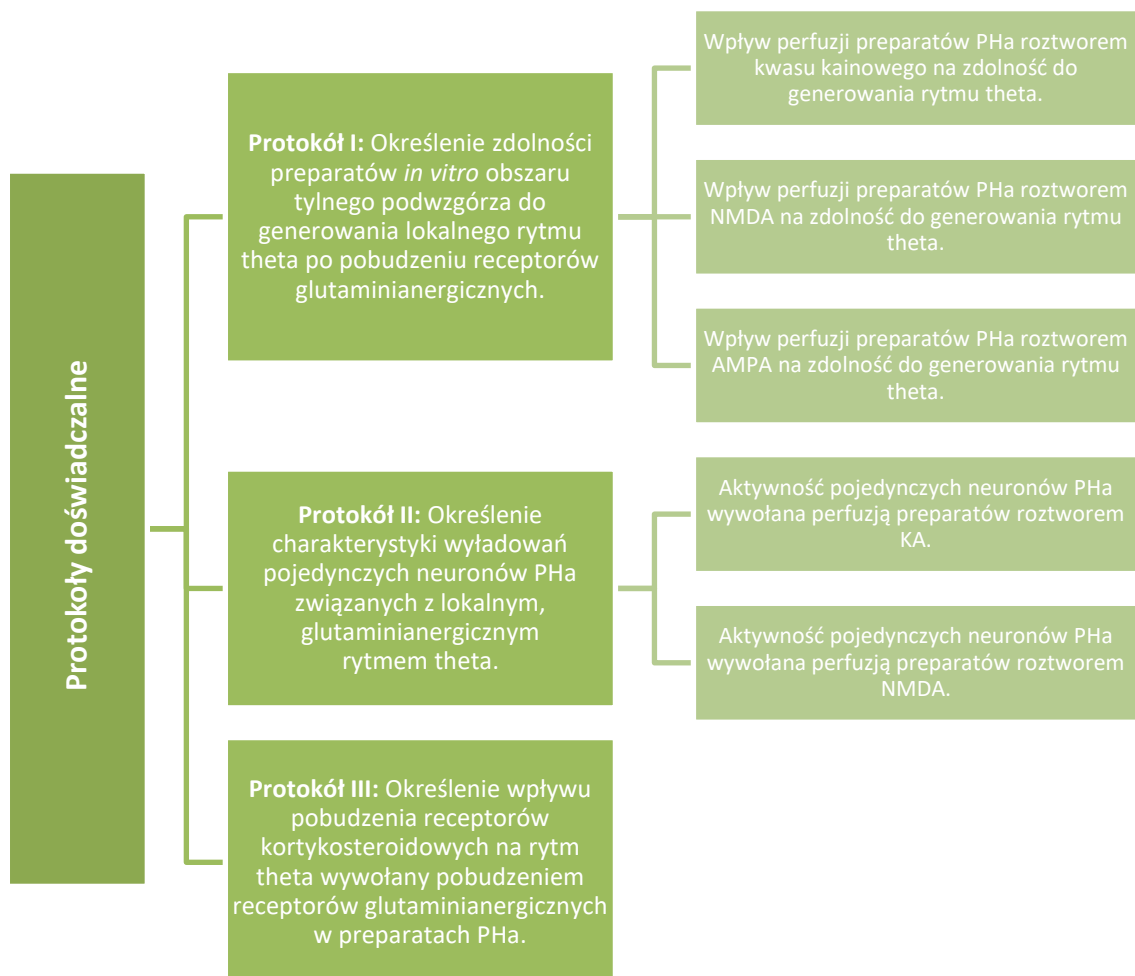 Protokoły doświadczalne
Protokół I: Określenie zdolności
preparatów in vitro obszaru
tylnego podwzgórza do
generowania lokalnego rytmu
theta po pobudzeniu receptorów
glutaminianergicznych.
Wpływ perfuzji preparatów PHa roztworem
kwasu kainowego na zdolność do
generowania rytmu theta.
Wpływ perfuzji preparatów PHa roztworem
NMDA na zdolność do generowania rytmu
theta.
Wpływ perfuzji preparatów PHa roztworem
AMPA na zdolność do generowania rytmu
theta.
Protokół II: Określenie
charakterystyki wyładowań
pojedynczych neuronów PHa
związanych z lokalnym,
glutaminianergicznym
rytmem theta.
Aktywność pojedynczych neuronów PHa
wywołana perfuzją preparatów roztworem
KA.
Aktywność pojedynczych neuronów PHa
wywołana perfuzją preparatów roztworem
NMDA.
Protokół III: Określenie wpływu
pobudzenia receptorów
kortykosteroidowych na rytm
theta wywołany pobudzeniem
receptorów glutaminianergicznych
w preparatach PHa.